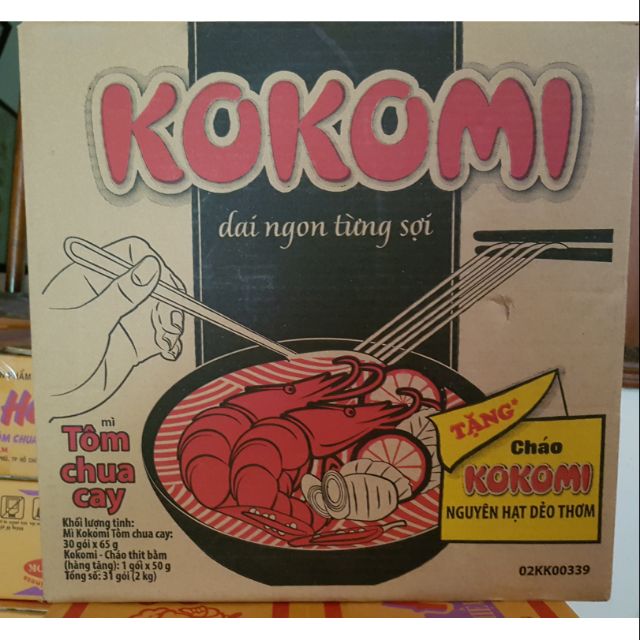 KOKOMI
dai ngon từng sợi
mì
Tôm
chua
cay
Khối lượng tịnh:
Mì Kokomi Tôm chua cay:
30 gói x 65 g
Kokomi - Cháo thịt bằm
(hàng tặng): 1 gói x 50 g
Tổng số: 31 gói (2 kg)
TẶNG*
Cháo
KOKOMI
NGUYÊN HẠT DẺO THƠM
02KK00339